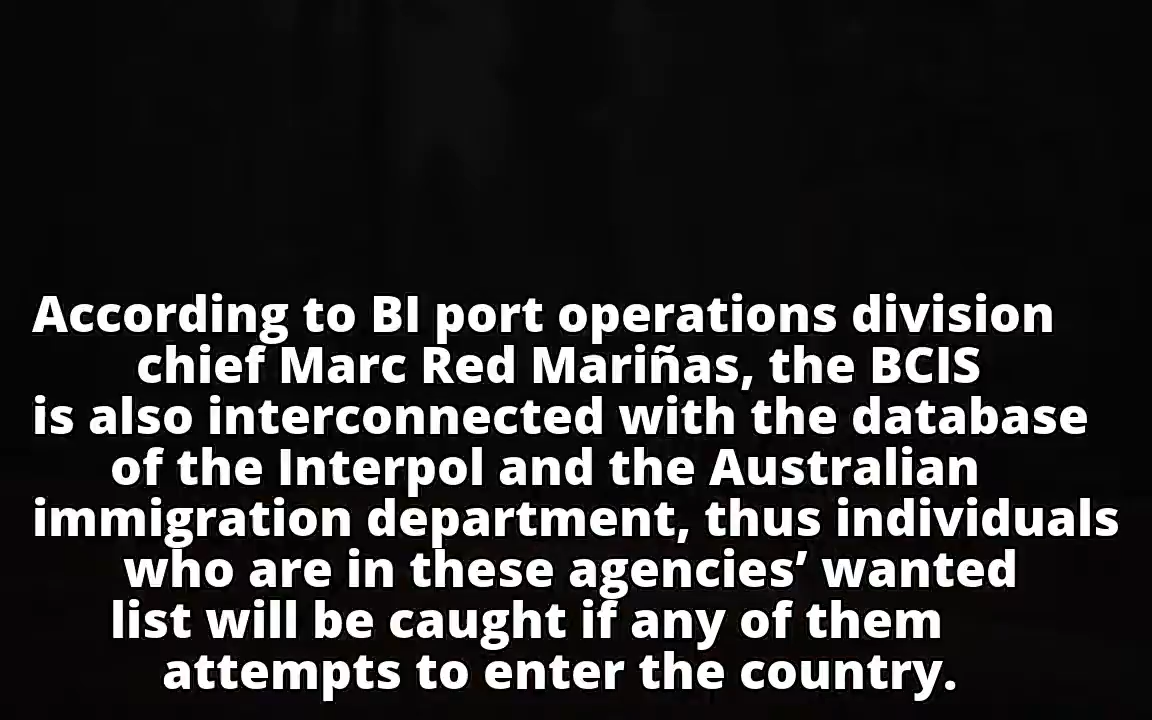 According to BI port operations division
chief Marc Red Mariñas, the BCIS
is also interconnected with the database
of the Interpol and the Australian
immigration department, thus individuals
who are in these agencies’ wanted
list will be caught if any of them
attempts to enter the country.